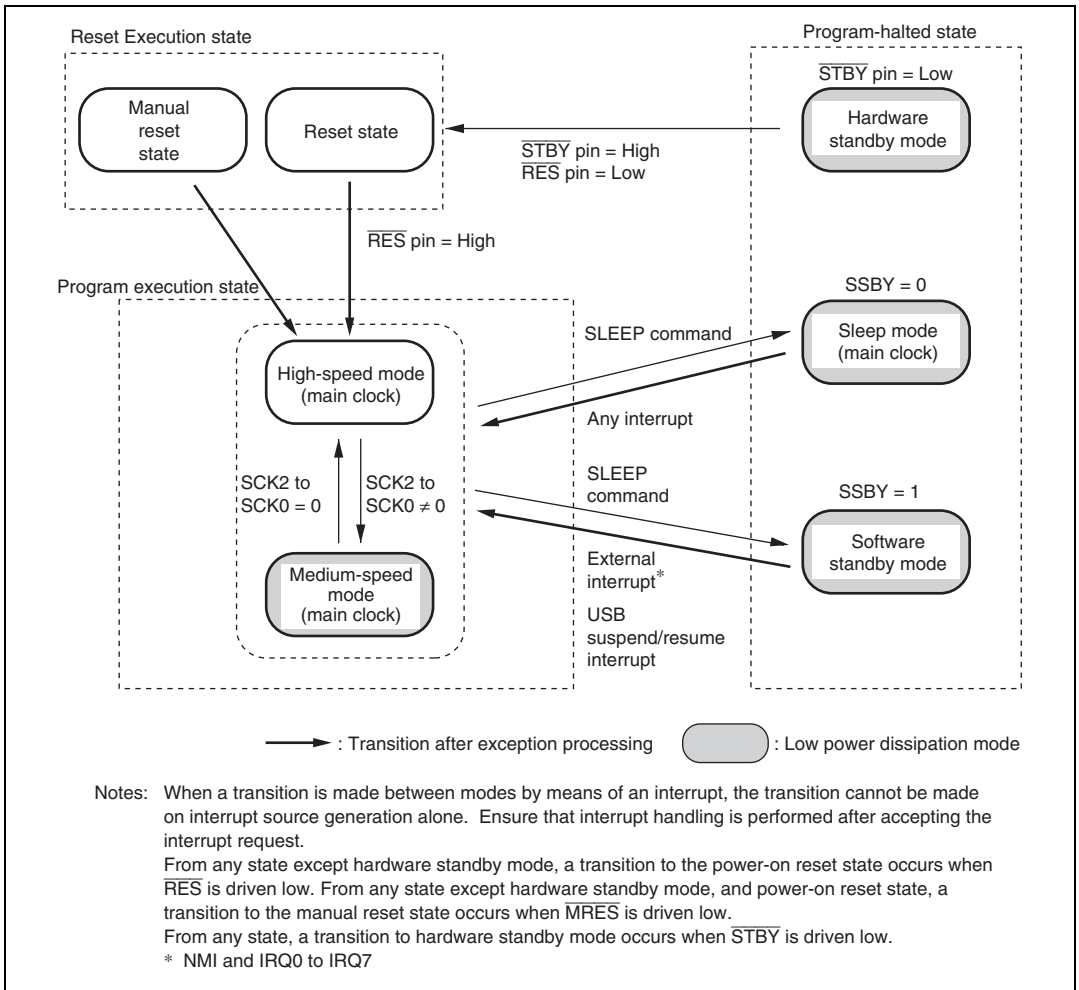 Reset Execution state
Program-halted state
Manual
reset
state
Reset state
STBY pin = Low
Hardware
standby mode
STBY pin = High
RES pin = Low
RES pin = High
Program execution state
High-speed mode
(main clock)
SCK2 to
SCK0 = 0
SCK2 to
SCK0 ≠ 0
Medium-speed
mode
(main clock)
SLEEP command
Any interrupt
SSBY = 0
Sleep mode
(main clock)
SLEEP
command
External
interrupt*
USB
suspend/resume
interrupt
SSBY = 1
Software
standby mode
: Transition after exception processing
: Low power dissipation mode
Notes: When a transition is made between modes by means of an interrupt, the transition cannot be made
on interrupt source generation alone. Ensure that interrupt handling is performed after accepting the
interrupt request.
From any state except hardware standby mode, a transition to the power-on reset state occurs when
RES is driven low. From any state except hardware standby mode, and power-on reset state, a
transition to the manual reset state occurs when MRES is driven low.
From any state, a transition to hardware standby mode occurs when STBY is driven low.
* NMI and IRQ0 to IRQ7